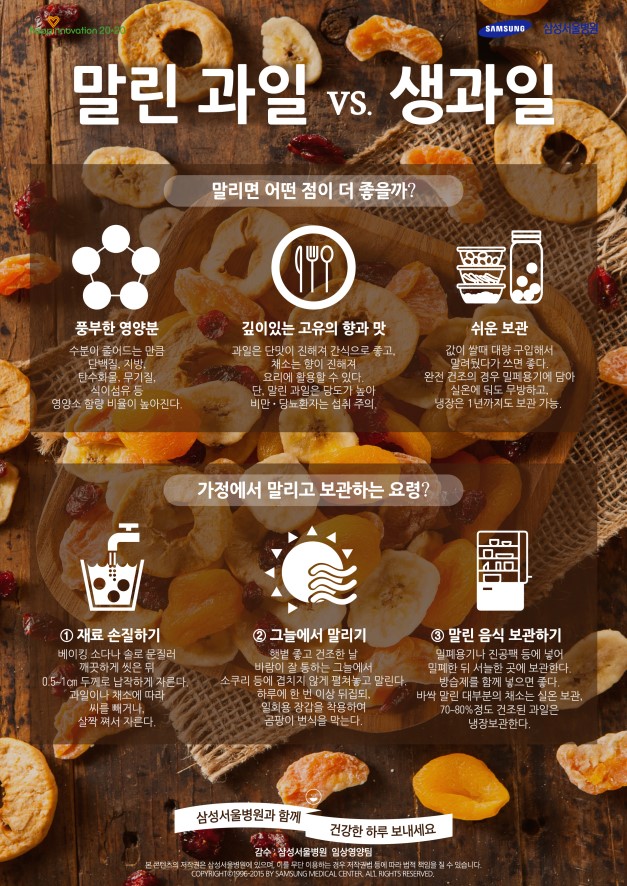 Happinnovation 20·20
SAMSUNG 삼성서울병원
말린 과일 vs. 생과일
말리면 어떤 점이 더 좋을까?
풍부한 영양분
수분이 줄어드는 만큼
단백질, 지방,
탄수화물, 무기질,
식이섬유 등
영양소 함량 비율이 높아진다.
깊이있는 고유의 향과 맛
과일은 단맛이 진해져 간식으로 좋고,
채소는 향이 진해져
요리에 활용할 수 있다.
단, 말린 과일은 당도가 높아
비만·당뇨환자는 섭취 주의.
쉬운 보관
값이 쌀때 대량 구입해서
말려뒀다가 쓰면 좋다.
완전 건조의 경우 밀폐용기에 담아
실온에 둬도 무방하고,
냉장은 1년까지도 보관 가능.
가정에서 말리고 보관하는 요령?
① 재료 손질하기
베이킹 소다나 솔로 문질러
깨끗하게 씻은 뒤
0.5~1㎝ 두께로 납작하게 자른다.
과일이나 채소에 따라
씨를 빼거나,
살짝 쪄서 자른다.
② 그늘에서 말리기
햇볕 좋고 건조한 날
바람이 잘 통하는 그늘에서
소쿠리 등에 겹치지 않게 펼쳐놓고 말린다.
하루에 한 번 이상 뒤집되,
일회용 장갑을 착용하여
곰팡이 번식을 막는다.
③ 말린 음식 보관하기
밀폐용기나 진공팩 등에 넣어
밀폐한 뒤 서늘한 곳에 보관한다.
방습제를 함께 넣으면 좋다.
바싹 말린 대부분의 채소는 실온 보관,
70-80%정도 건조된 과일은
냉장보관한다.
삼성서울병원과 함께
건강한 하루 보내세요
감수 : 삼성서울병원 임상영양팀
본 콘텐츠의 저작권은 삼성서울병원에 있으며, 이를 무단 이용하는 경우 저작권법 등에 따라 법적 책임을 질 수 있습니다.
COPYRIGHT©1996-2015 BY SAMSUNG MEDICAL CENTER. ALL RIGHTS RESERVED.